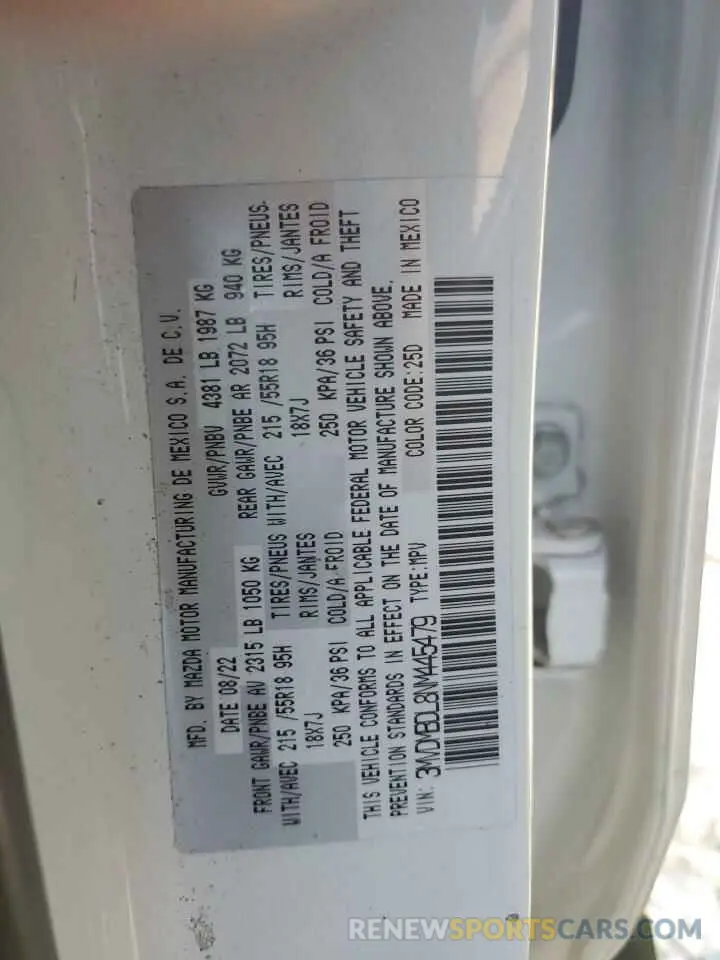 MFD. BY MAZDA MOTOR MANUFACTURING DE MEXICO S.A. DE C.V.
DATE 08/22 GVWR/PNBV 4381 LB 1987 KG
FRONT GAWR/PNBE AV 2315 LB 1050 KG REAR GAWR/PNBE AR 2072 LB 940 KG
WITH/AVEC 215 /55R18 95H TIRES/PNEUS WITH/AVEC 215 /55R18 95H TIRES/PNEUS.
18X7J RIMS/JANTES 18X7J RIMS/JANTES
250 KPA/36 PSI COLD/A FROID 250 KPA/36 PSI COLD/A FROID
THIS VEHICLE CONFORMS TO ALL APPLICABLE FEDERAL MOTOR VEHICLE SAFETY AND THEFT
PREVENTION STANDARDS IN EFFECT ON THE DATE OF MANUFACTURE SHOWN ABOVE.
VIN: 3MVDMBDL8NM445479 TYPE:MPV COLOR CODE:25D MADE IN MEXICO
RENEWSPORTSCARS.COM